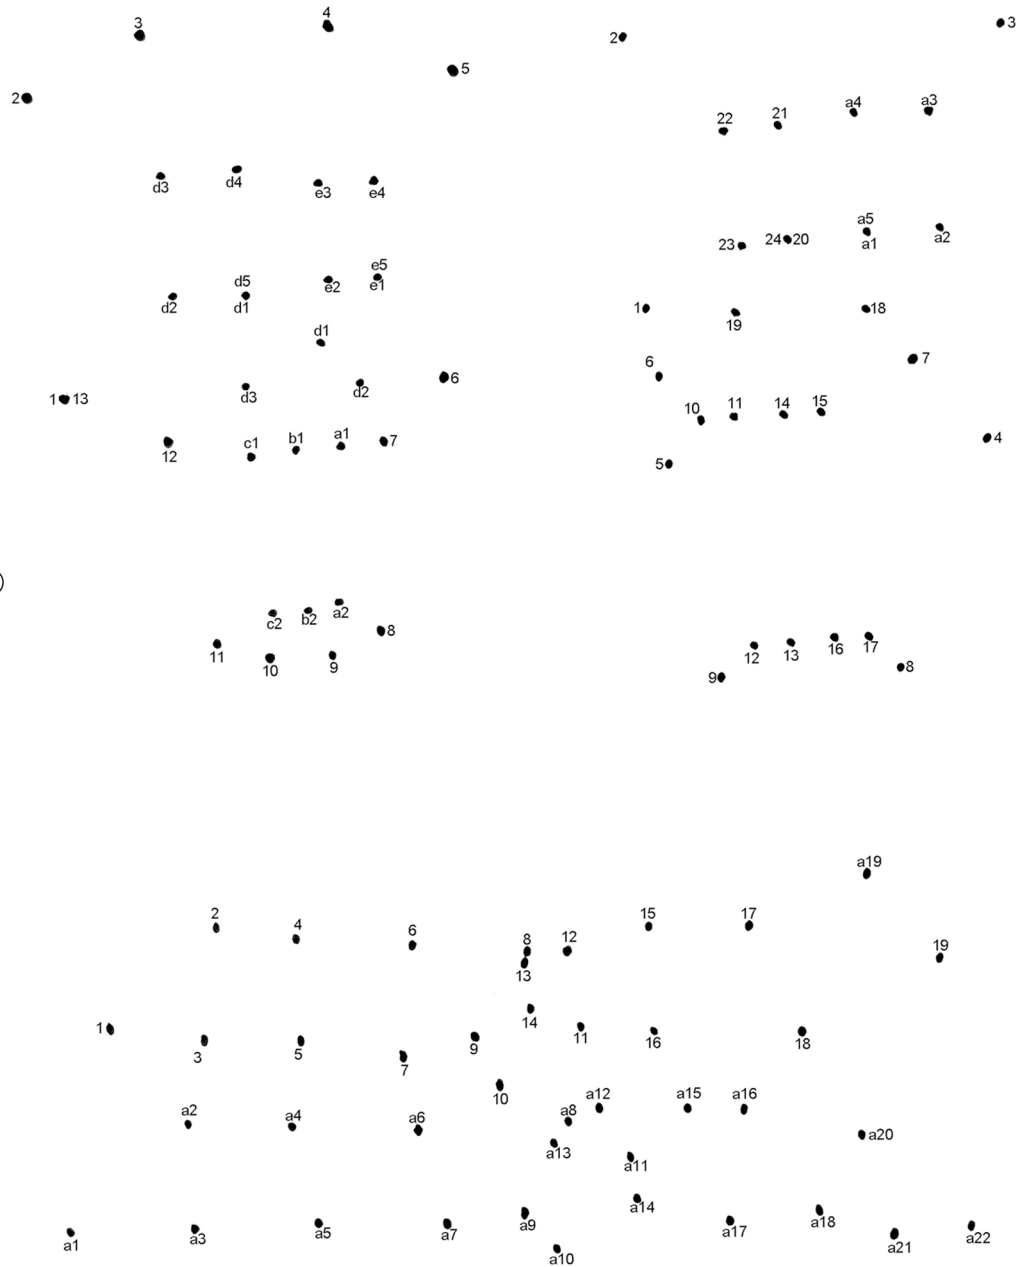 3 4 2 3
5 2
22 21 a4 a3
d3 d4 e3 e4
23 24 20 a5 a1 a2
d2 d5 d1 e2 e5 e1
1 19 18
d1
6 7
1 13 d3 d2 6
10 11 14 15
12 c1 b1 a1 7 5 4
)
c2 b2 a2 8
11 10 9 12 13 16 17
9 8
a19
2 4 6 8 12 15 17
13 19
1 3 5 7 9 14 11 16 18
10
a2 a4 a6 a8 a12 a15 a16
a13 a11 a20
a1 a3 a5 a7 a9 a14 a17 a18
a10 a21 a22